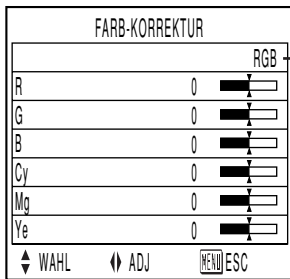 FARB-KORREKTUR
RGB
R 0
G 0
B 0
Cy 0
Mg 0
Ye 0
WAHL ADJ MENU ESC